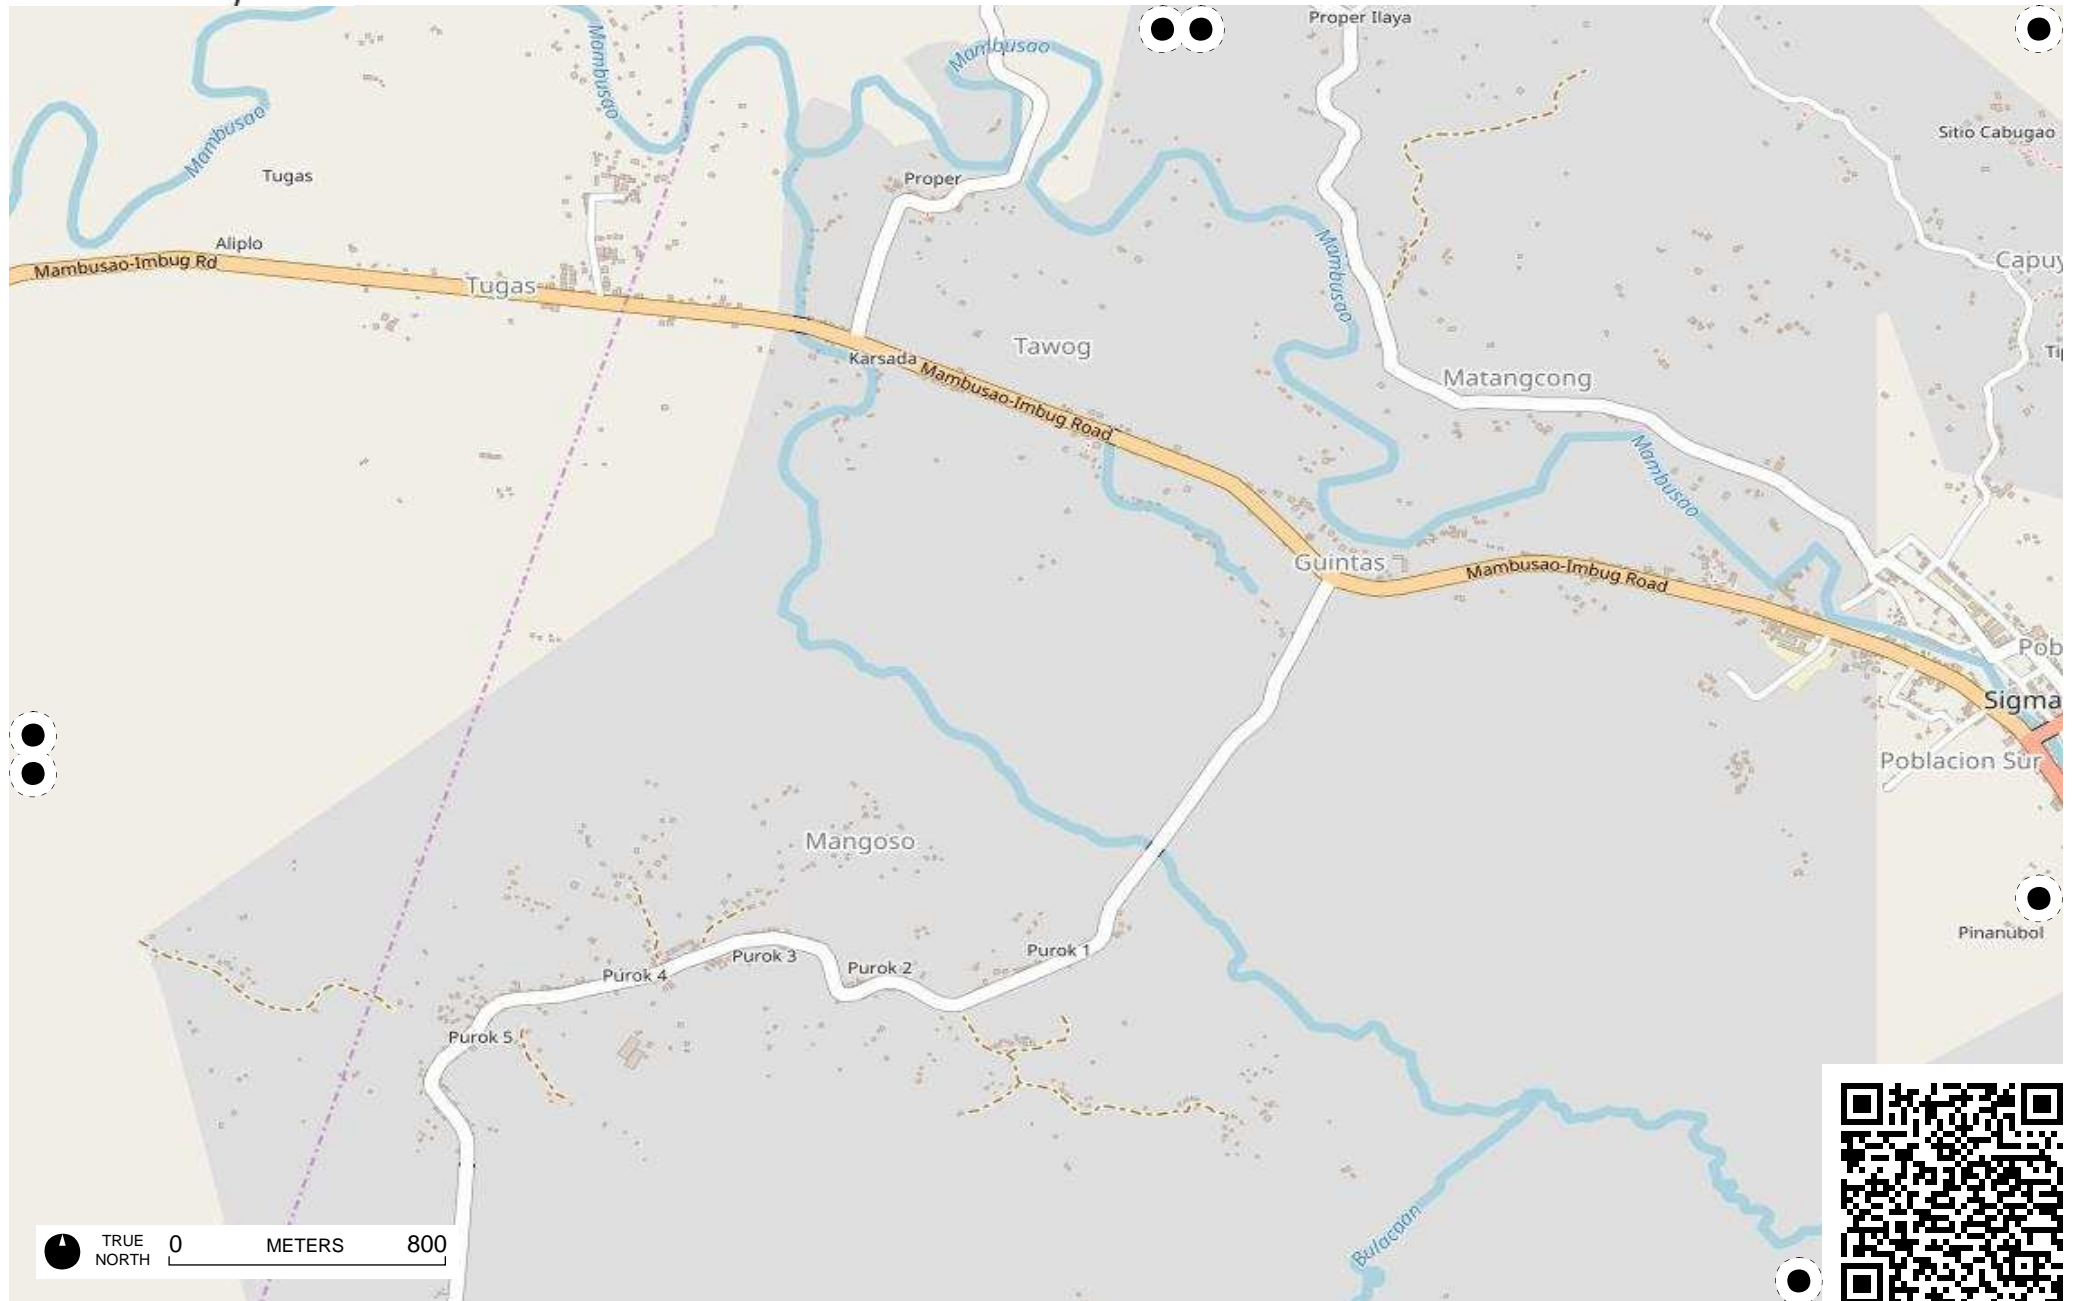 Proper Ilaya
Mambusao
Mambusao
Mambusao
Sitio Cabugao
Tugas
Proper
Aliplo
Mambusao-Imbug Rd
Tugas
Mambusao
Capuy
Tawog
Karsada
Mambusao-Imbug Road
Matangcong
Mambusao
Guintas
Mambusao-Imbug Road
Pob
Sigma
Poblacion Sur
Mangoso
Pinanubol
Purok 1
Purok 3
Purok 2
Purok 4
Purok 5
Bulacaan
TRUE
NORTH
0 METERS 800